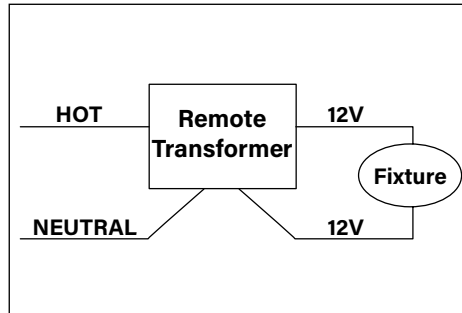 HOT
Remote
Transformer
12V
Fixture
NEUTRAL
12V